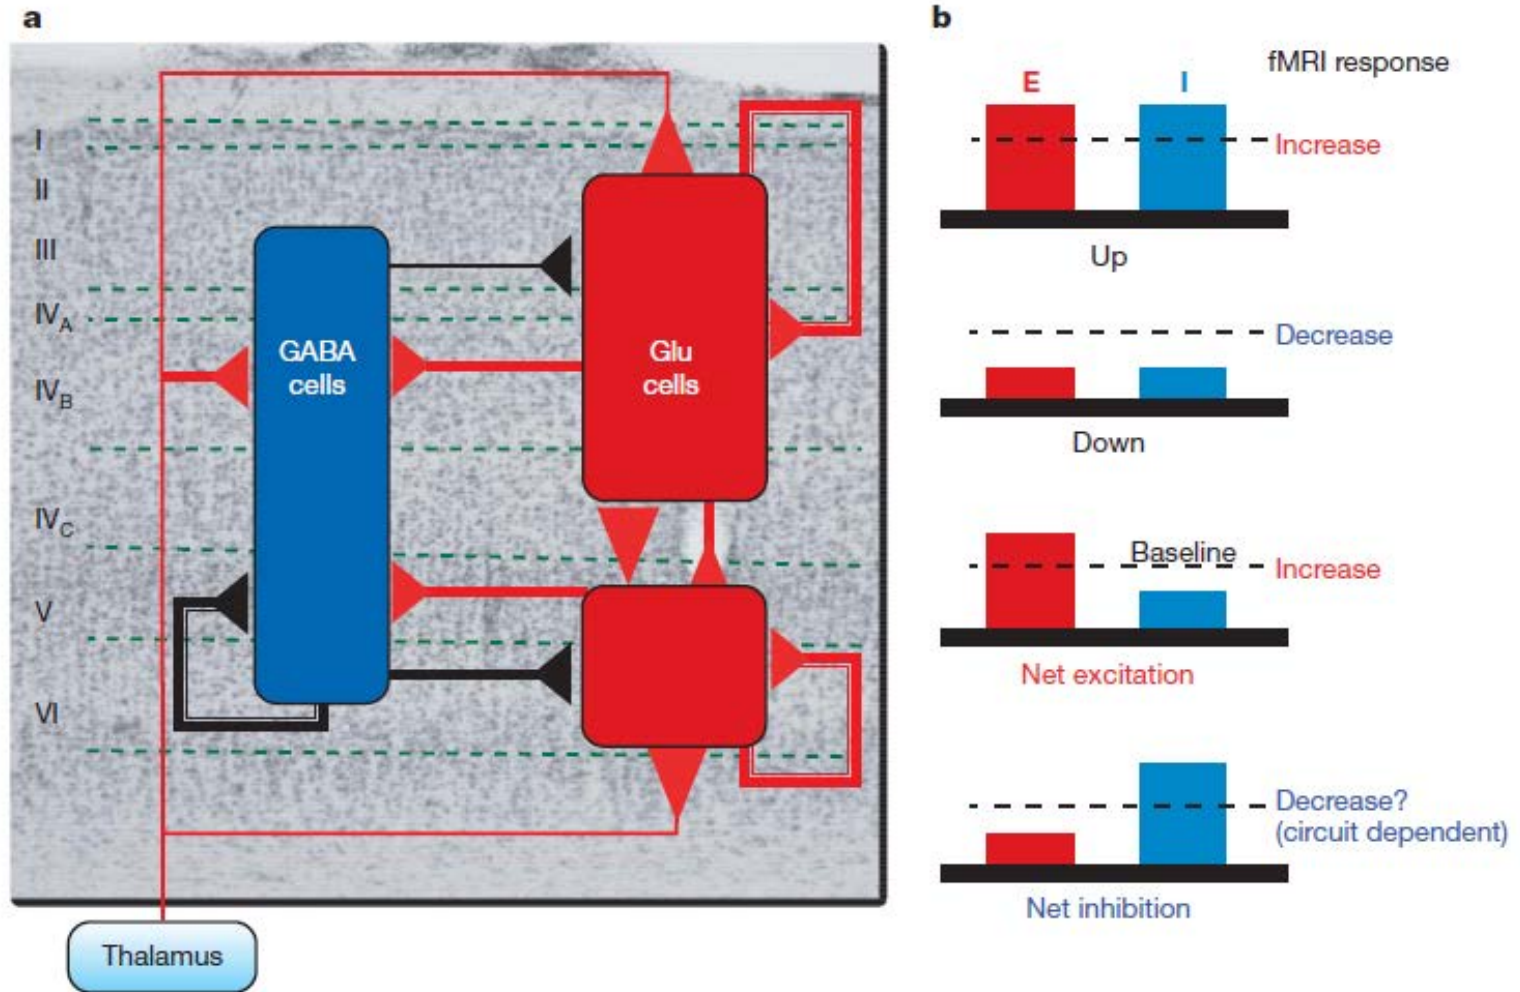 a
I
II
III
IVA
IVB
IVC
V
VI
GABA
cells
Glu
cells
Thalamus
b
E
I
fMRI response
Increase
Up
Decrease
Down
Baseline
Increase
Net excitation
Decrease?
(circuit dependent)
Net inhibition